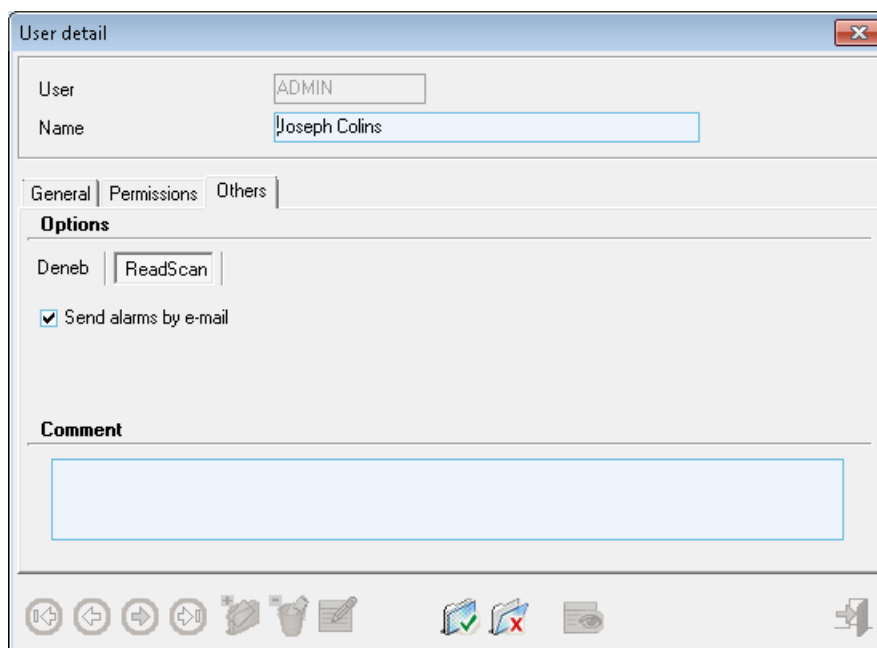 User detail
User
ADMIN
Name
Joseph Colins
General
Permissions
Others
Options
Deneb
ReadScan
Send alarms by e-mail
Comment